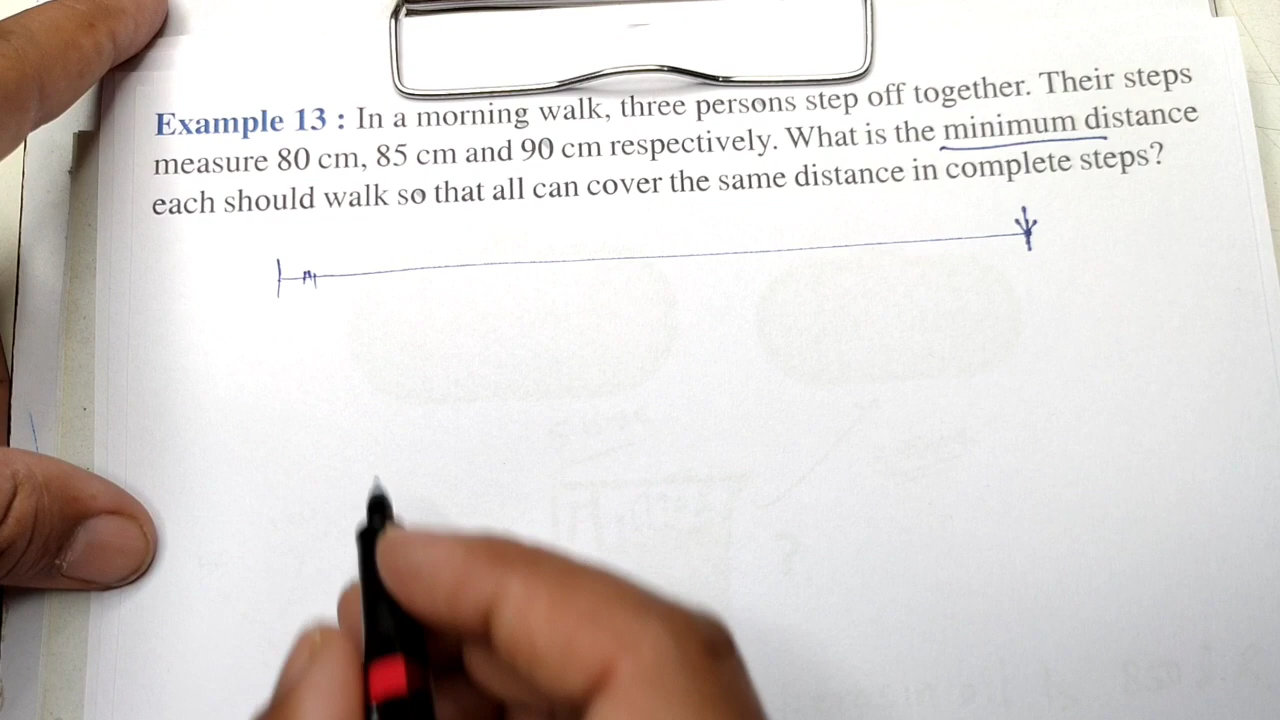 Example 13 : In a morning walk, three persons step off together. Their steps
measure 80 cm, 85 cm and 90 cm respectively. What is the minimum distance
each should walk so that all can cover the same distance in complete steps?